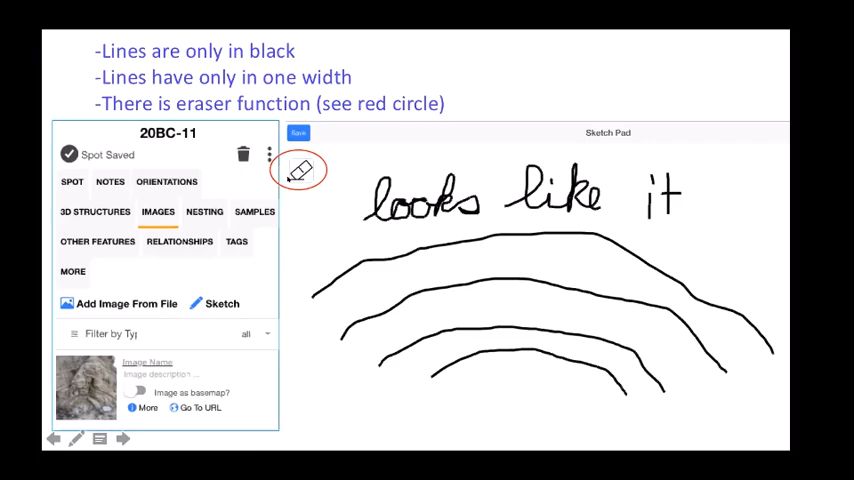 -Lines are only in black
-Lines have only in one width
-There is eraser function (see red circle)
20BC-11
Spot Saved
SPOT NOTES ORIENTATIONS
3D STRUCTURES IMAGES NESTING SAMPLES
OTHER FEATURES RELATIONSHIPS TAGS
MORE
Add Image From File Sketch
Filter by Typ all
Image Name
Image description ...
Image as basemap?
More Go To URL
Save Sketch Pad
looks like it